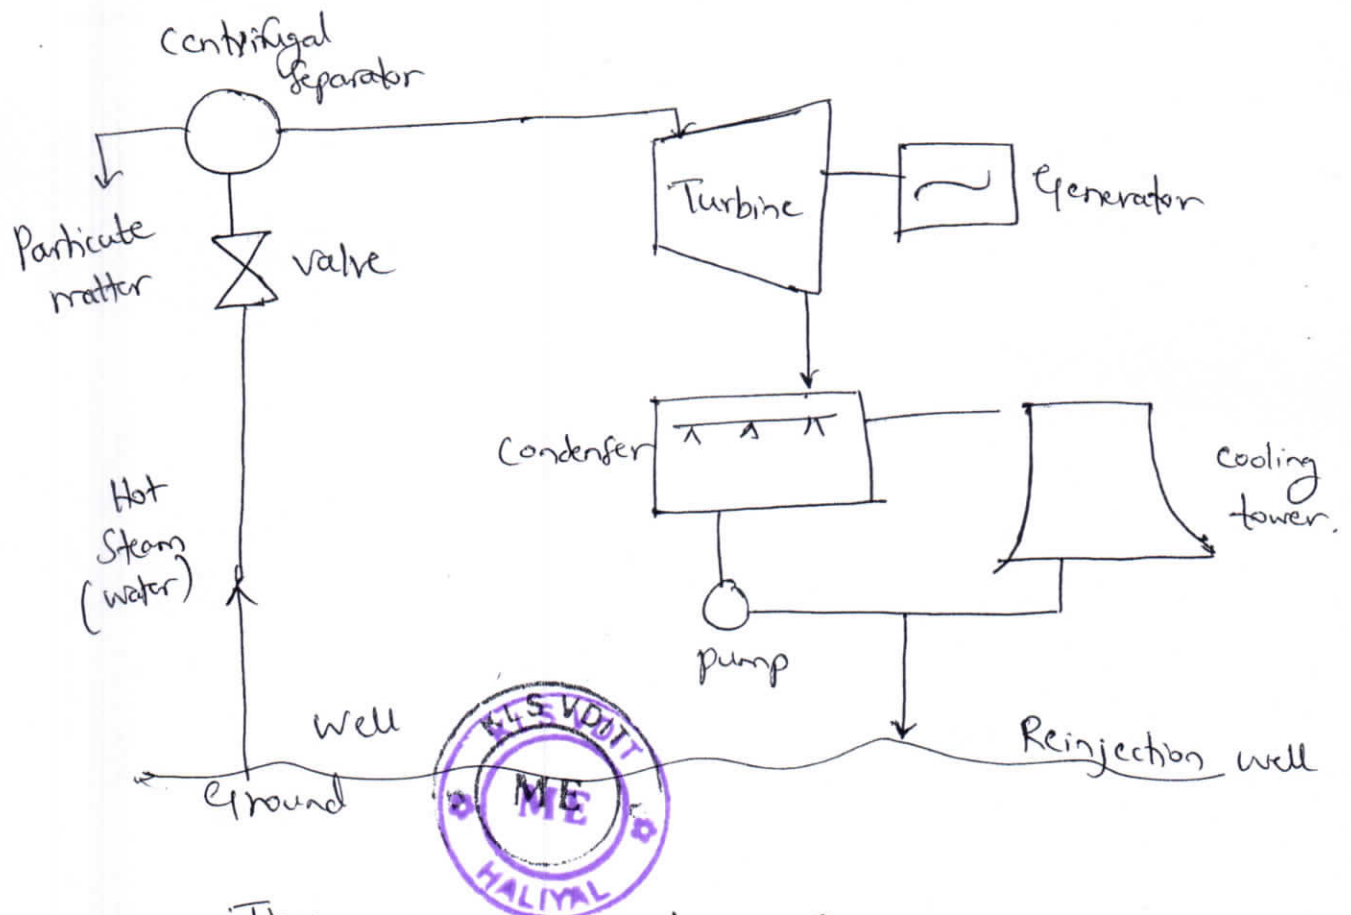 Centrifugal
Separator
Particute
matter
Valve
Turbine
Generator
Condenser
Cooling
tower.
Hot
Steam
(water)
pump
Well
Ground
Reinjection well
KLS VDIT
ME
HALIYAL